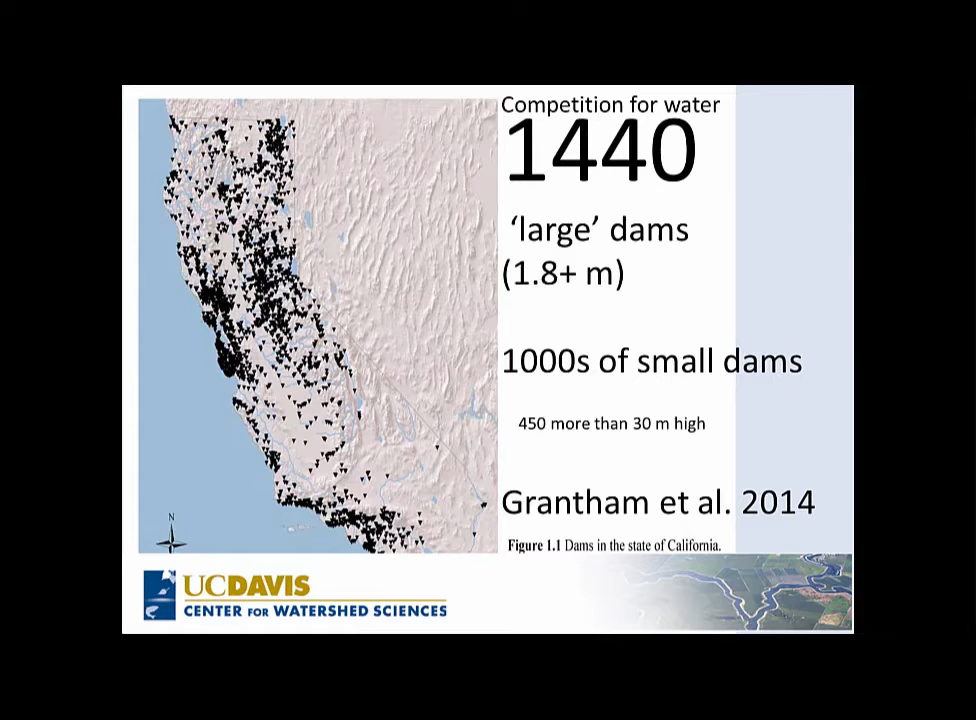 Competition for water
1440
‘large’ dams
(1.8+ m)
1000s of small dams
450 more than 30 m high
Grantham et al. 2014
Figure 1.1 Dams in the state of California.
N
UCDAVIS
CENTER FOR WATERSHED SCIENCES